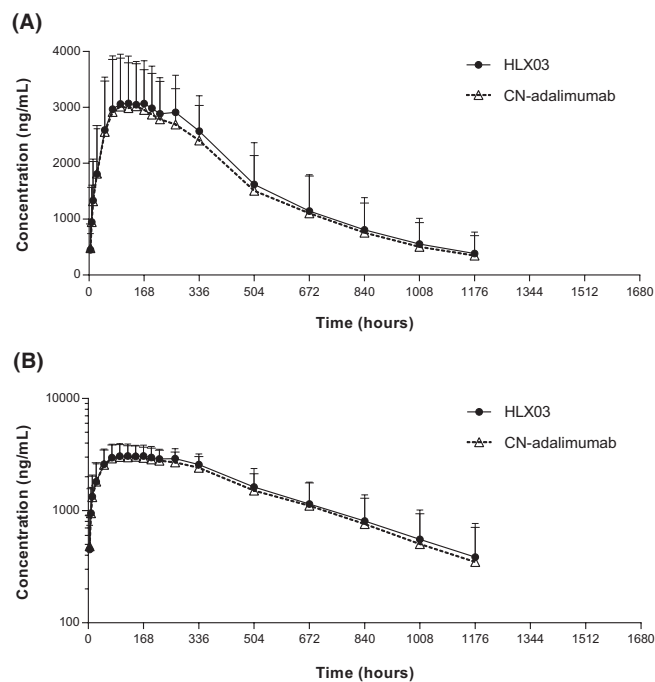 (A)
4000
3000
2000
1000
0
Concentration (ng/mL)
HLX03
CN-adalimumab
0 168 336 504 672 840 1008 1176 1344 1512 1680
Time (hours)
(B)
10000
1000
100
Concentration (ng/mL)
HLX03
CN-adalimumab
0 168 336 504 672 840 1008 1176 1344 1512 1680
Time (hours)